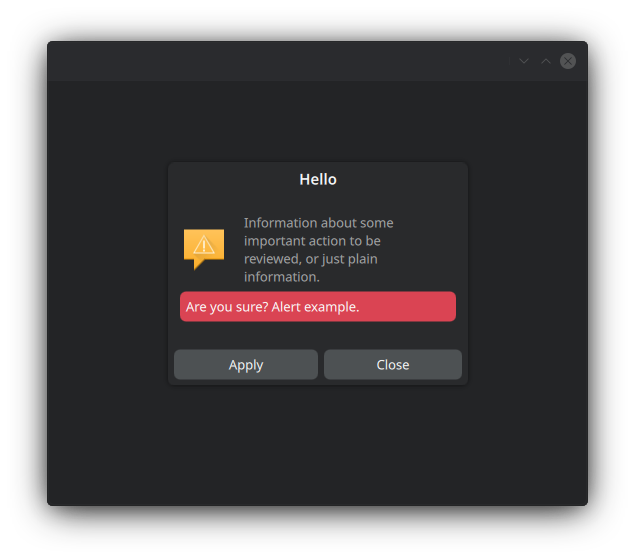 Hello
Information about some
important action to be
reviewed, or just plain
information.
Are you sure? Alert example.
Apply
Close